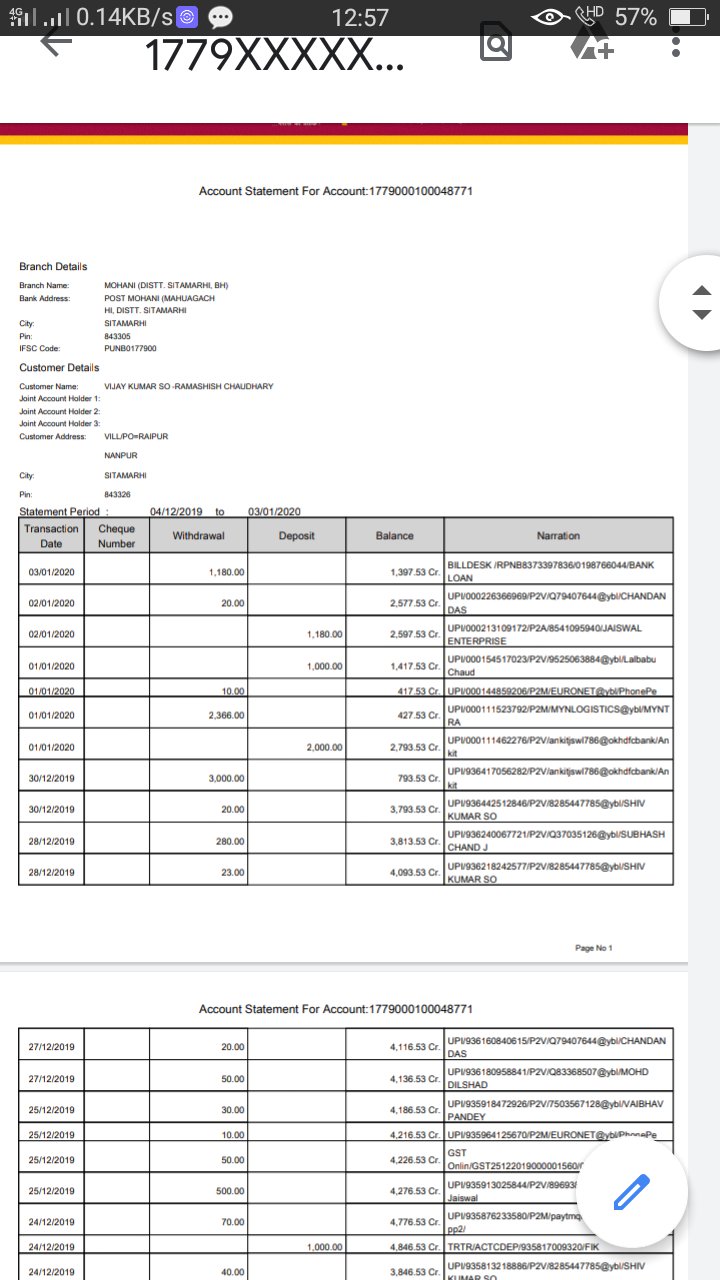 4G 0.14KB/s 12:57 HD 57%
1779XXXXX...
Account Statement For Account:1779000100048771
Branch Details
Branch Name: MOHANI (DISTT. SITAMARHI, BH)
Bank Address: POST MOHANI (MAHUAGACH
HI, DISTT. SITAMARHI
City: SITAMARHI
Pin: 843305
IFSC Code: PUNB0177900
Customer Details
Customer Name: VIJAY KUMAR SO -RAMASHISH CHAUDHARY
Joint Account Holder 1:
Joint Account Holder 2:
Joint Account Holder 3:
Customer Address: VILL/PO=RAIPUR
NANPUR
City: SITAMARHI
Pin: 843326
Statement Period : 04/12/2019 to 03/01/2020
Transaction Date Cheque Number Withdrawal Deposit Balance Narration
03/01/2020 1,180.00 1,397.53 Cr. BILLDESK /RPNB8373397836/0198766044/BANK
LOAN
02/01/2020 20.00 2,577.53 Cr. UPI/000226366969/P2V/Q79407644@ybl/CHANDAN
DAS
02/01/2020 1,180.00 2,597.53 Cr. UPI/000213109172/P2A/8541095940/JAISWAL
ENTERPRISE
01/01/2020 1,000.00 1,417.53 Cr. UPI/000154517023/P2V/9525063884@ybl/Lalbabu
Chaud
01/01/2020 10.00 417.53 Cr. UPI/000144859206/P2M/EURONET@ybl/PhonePe
01/01/2020 2,366.00 427.53 Cr. UPI/000111523792/P2M/MYNLOGISTICS@ybl/MYNT
RA
01/01/2020 2,000.00 2,793.53 Cr. UPI/000111462276/P2V/ankitjswl786@okhdfcbank/An
kit
30/12/2019 3,000.00 793.53 Cr. UPI/936417056282/P2V/ankitjswl786@okhdfcbank/An
kit
30/12/2019 20.00 3,793.53 Cr. UPI/936442512846/P2V/8285447785@ybl/SHIV
KUMAR SO
28/12/2019 280.00 3,813.53 Cr. UPI/936240067721/P2V/Q37035126@ybl/SUBHASH
CHAND J
28/12/2019 23.00 4,093.53 Cr. UPI/936218242577/P2V/8285447785@ybl/SHIV
KUMAR SO
Page No 1
Account Statement For Account:1779000100048771
27/12/2019 20.00 4,116.53 Cr. UPI/936160840615/P2V/Q79407644@ybl/CHANDAN
DAS
27/12/2019 50.00 4,136.53 Cr. UPI/936180958841/P2V/Q83368507@ybl/MOHD
DILSHAD
25/12/2019 30.00 4,186.53 Cr. UPI/935918472926/P2V/7503567128@ybl/VAIBHAV
PANDEY
25/12/2019 10.00 4,216.53 Cr. UPI/935964125670/P2M/EURONET@ybl/PhonePe
25/12/2019 50.00 4,226.53 Cr. GST
Onlin/GST25122019000001560/
25/12/2019 500.00 4,276.53 Cr. UPI/935913025844/P2V/89693
Jaiswal
24/12/2019 70.00 4,776.53 Cr. UPI/935876233580/P2M/paytmq
pp2/
24/12/2019 1,000.00 4,846.53 Cr. TRTR/ACTCDEP/935817009320/FIK
24/12/2019 40.00 3,846.53 Cr. UPI/935813218886/P2V/8285447785@ybl/SHIV
KUMAR SO